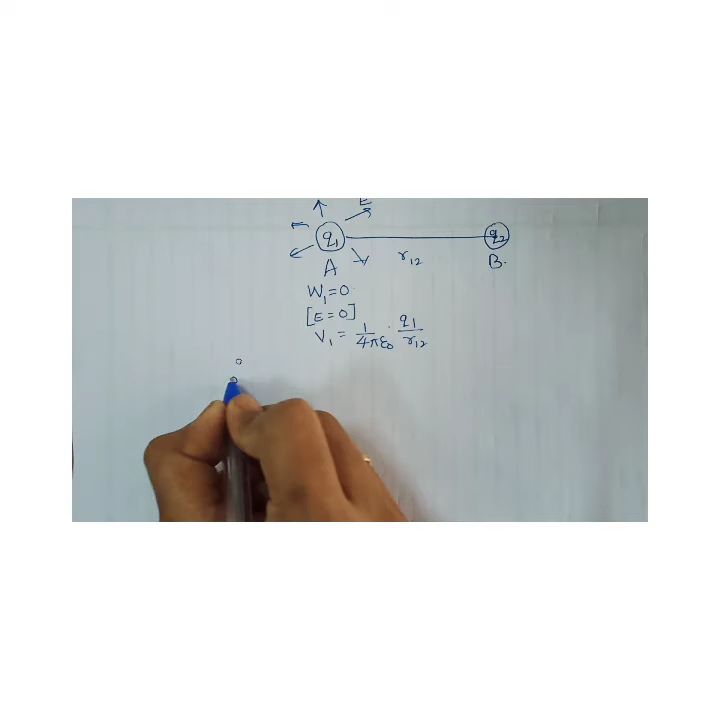 E
q₁ q₂
r₁₂
A B.
W₁ = 0
[E = 0]
V₁ = 1/4πε₀ · q₁/r₁₂